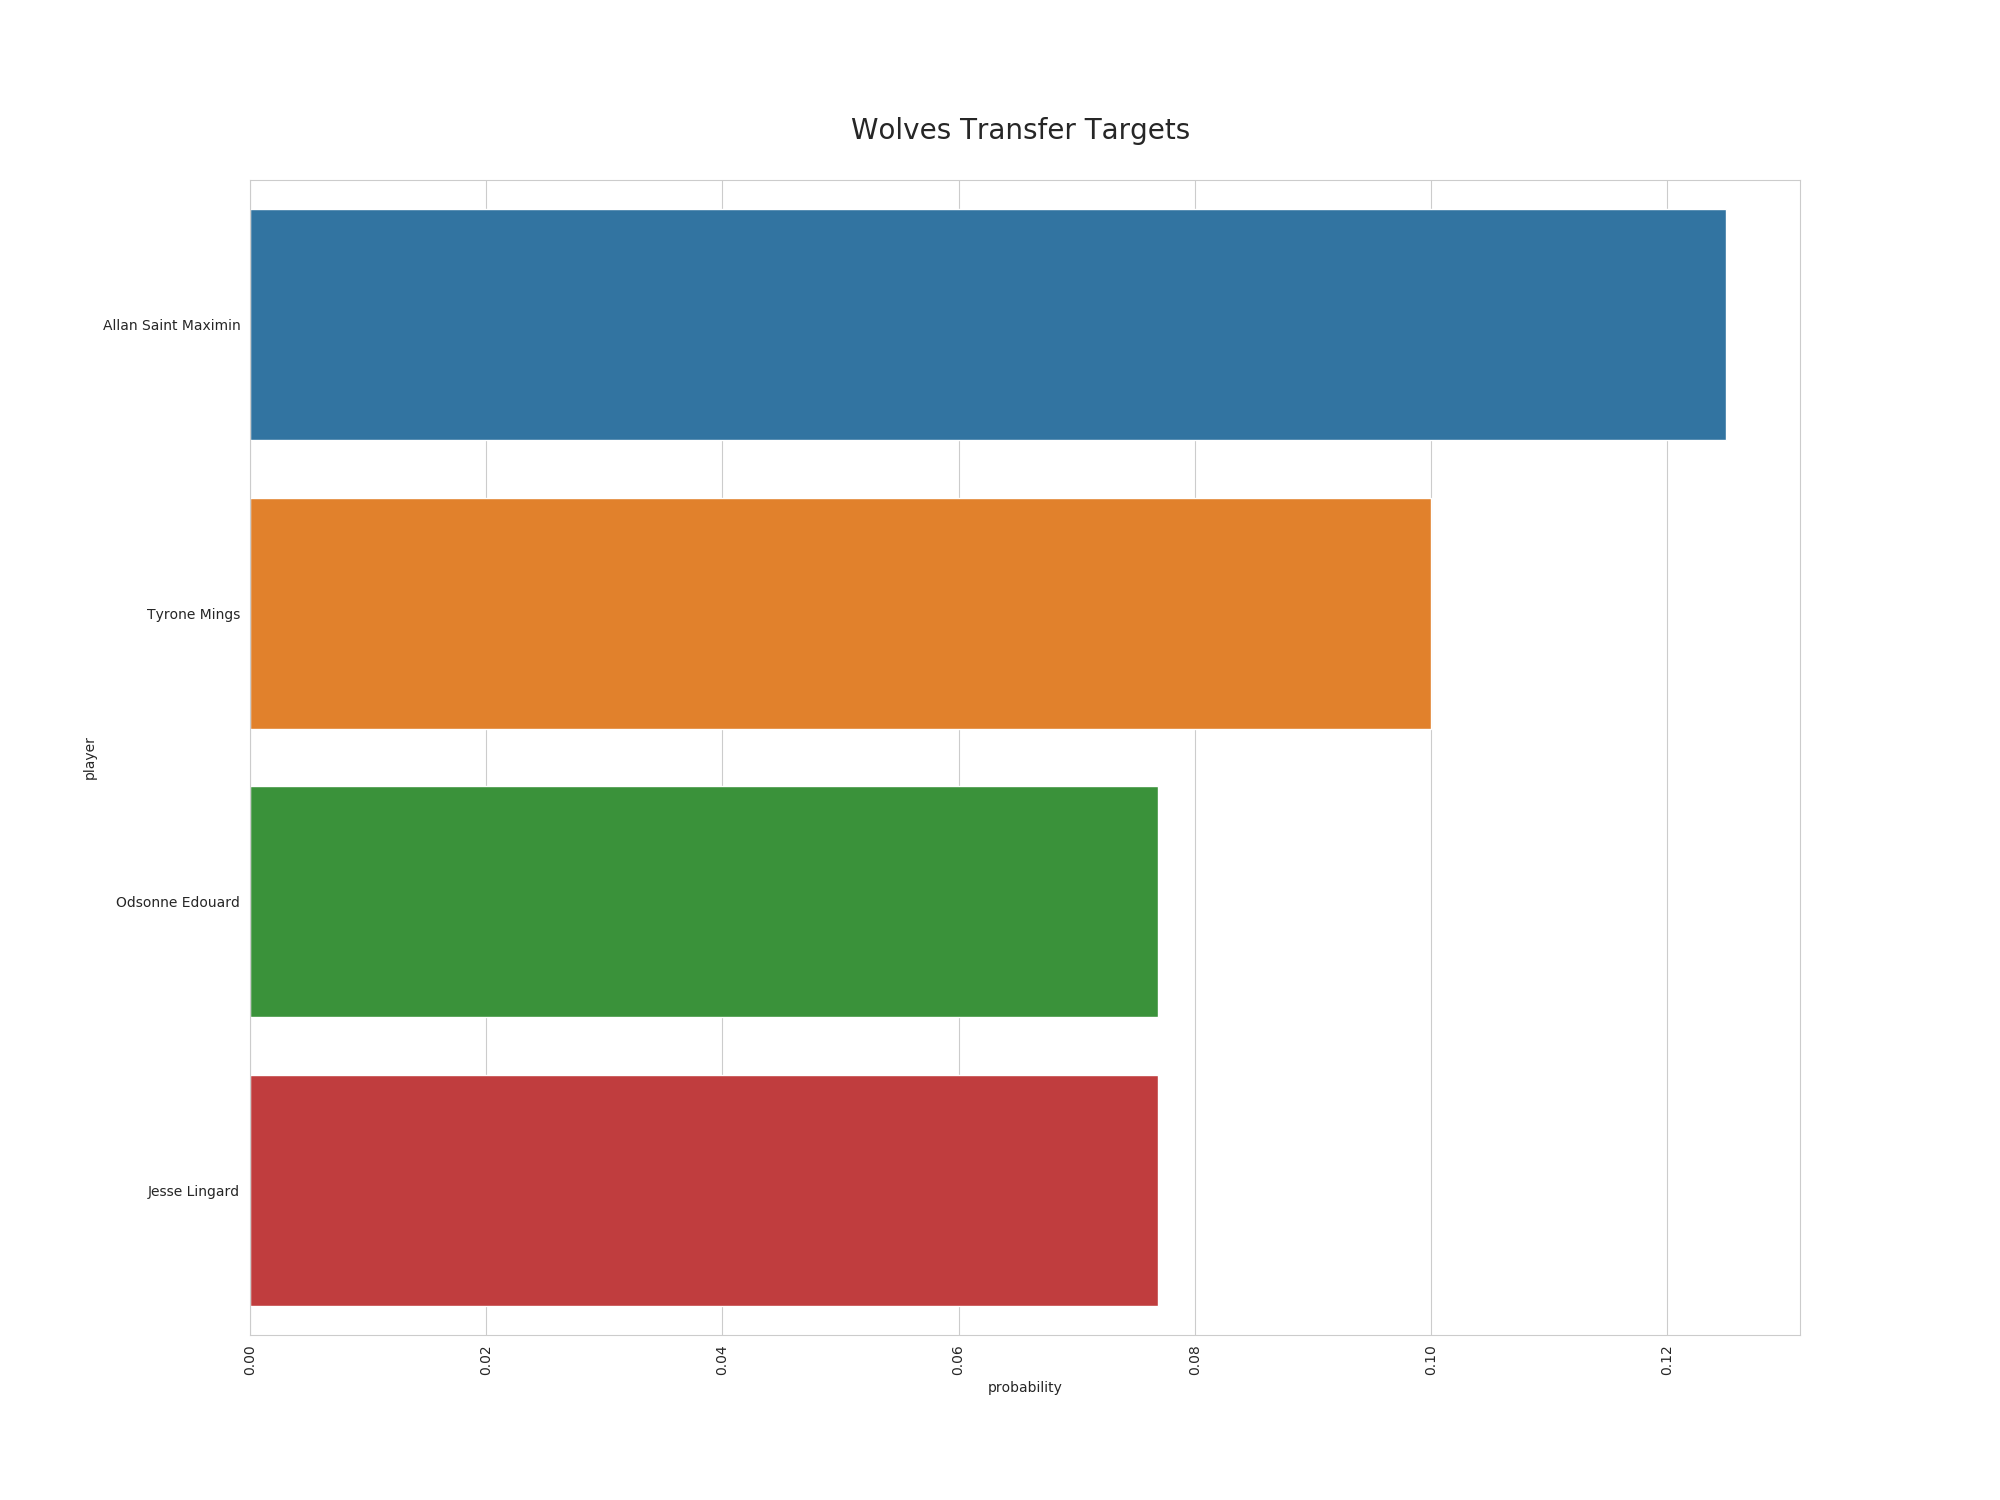 Wolves Transfer Targets
Allan Saint Maximin
Tyrone Mings
player
Odsonne Edouard
Jesse Lingard
0.00
0.02
0.04
0.06
0.08
0.10
0.12
probability